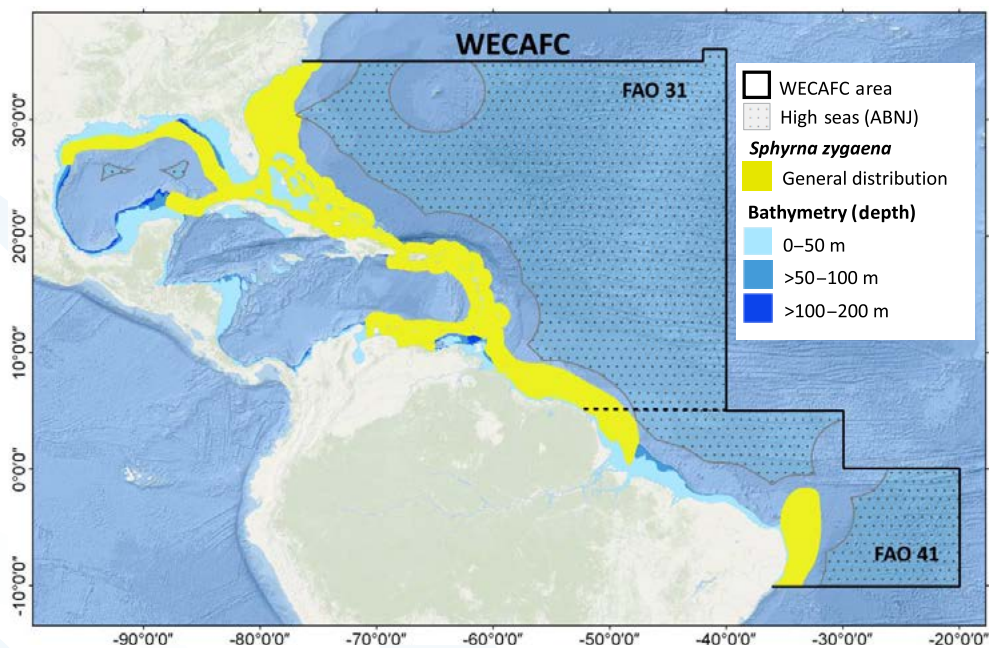 WECAFC
FAO 31
WECAFC area
High seas (ABNJ)
Sphyrna zygaena
General distribution
Bathymetry (depth)
0–50 m
>50–100 m
>100–200 m
FAO 41
30°0'0"
20°0'0"
10°0'0"
0°0'0"
-10°0'0"
-90°0'0" -80°0'0" -70°0'0" -60°0'0" -50°0'0" -40°0'0" -30°0'0" -20°0'0"